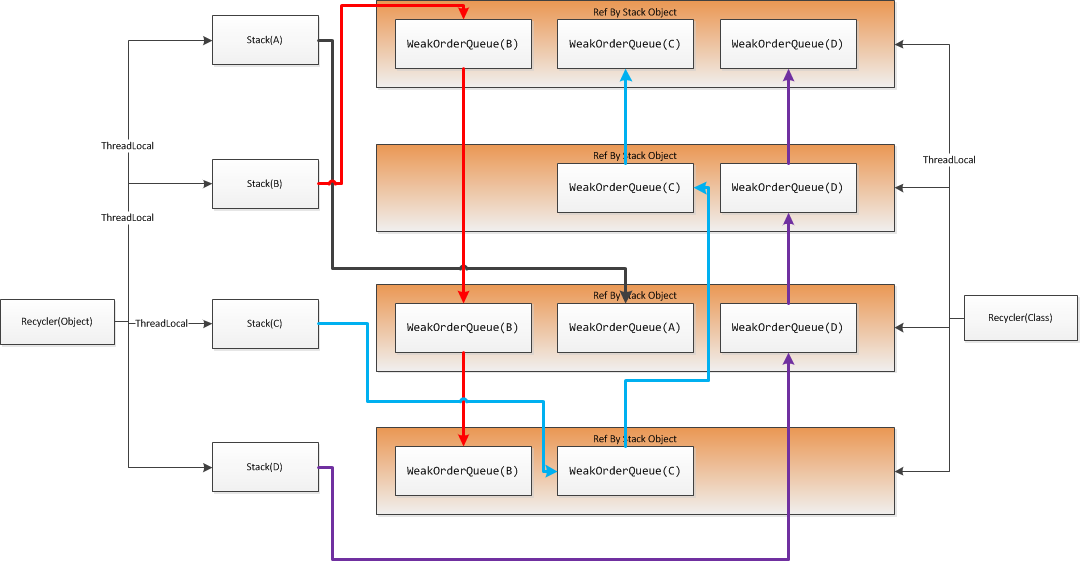 Ref By Stack Object
Stack(A)
WeakOrderQueue(B)
WeakOrderQueue(C)
WeakOrderQueue(D)
ThreadLocal
Ref By Stack Object
ThreadLocal
Stack(B)
WeakOrderQueue(C)
WeakOrderQueue(D)
ThreadLocal
Ref By Stack Object
Recycler(Object)
ThreadLocal
Stack(C)
WeakOrderQueue(B)
WeakOrderQueue(A)
WeakOrderQueue(D)
Recycler(Class)
Ref By Stack Object
Stack(D)
WeakOrderQueue(B)
WeakOrderQueue(C)